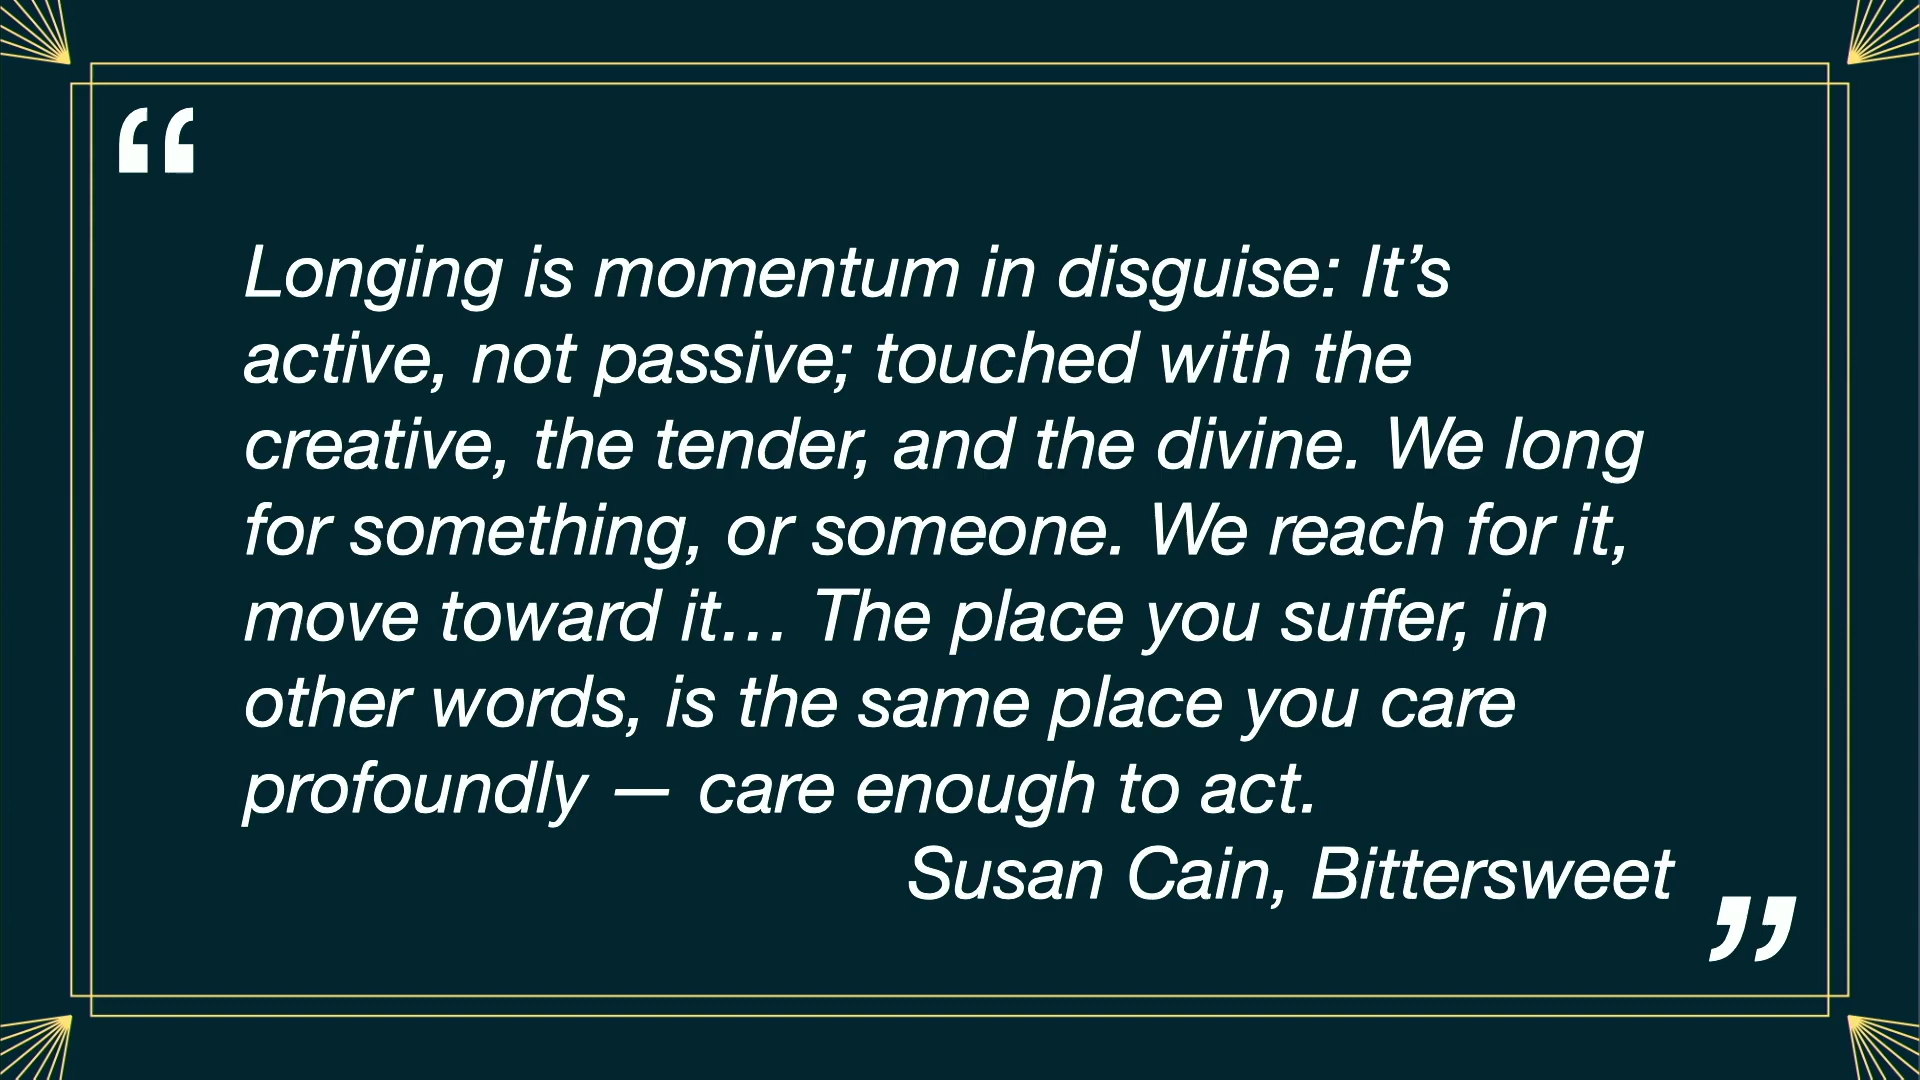 “
Longing is momentum in disguise: It’s
active, not passive; touched with the
creative, the tender, and the divine. We long
for something, or someone. We reach for it,
move toward it… The place you suffer, in
other words, is the same place you care
profoundly — care enough to act.
Susan Cain, Bittersweet
”